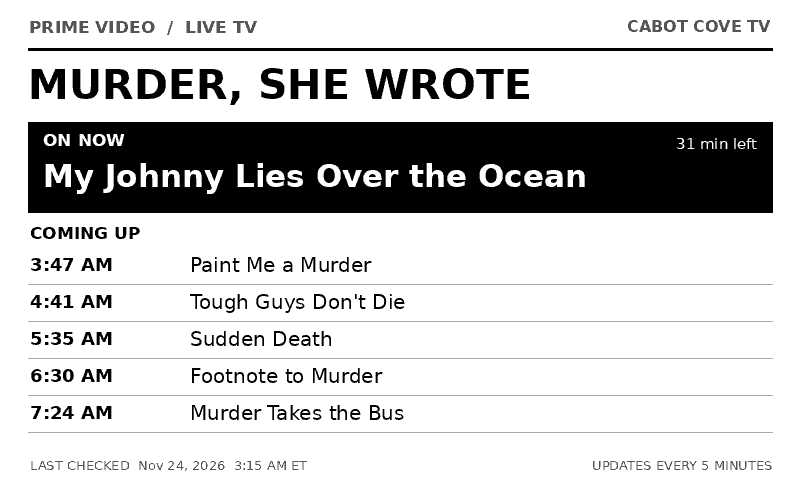 PRIME VIDEO / LIVE TV CABOT COVE TV
MURDER, SHE WROTE
ON NOW 31 min left
My Johnny Lies Over the Ocean
COMING UP
3:47 AM Paint Me a Murder
4:41 AM Tough Guys Don't Die
5:35 AM Sudden Death
6:30 AM Footnote to Murder
7:24 AM Murder Takes the Bus
LAST CHECKED Nov 24, 2026 3:15 AM ET UPDATES EVERY 5 MINUTES